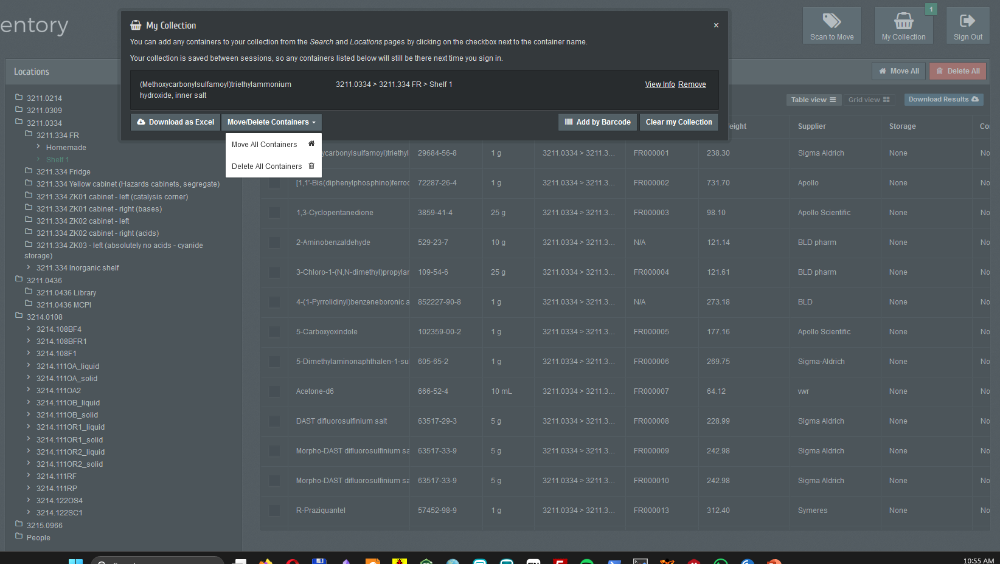 entory
My Collection
×
You can add any containers to your collection from the Search and Locations pages by clicking on the checkbox next to the container name.
Your collection is saved between sessions, so any containers listed below will still be there next time you sign in.
(Methoxycarbonylsulfamoyl)triethylammonium 3211.0334 > 3211.334 FR > Shelf 1 View Info Remove
hydroxide, inner salt
Download as Excel Move/Delete Containers Add by Barcode Clear my Collection
Move All Containers
Delete All Containers
1
Scan to Move My Collection Sign Out
Move All Delete All
Table view Grid view Download Results
Locations
3211.0214
3211.0309
3211.0334
3211.334 FR
Homemade
Shelf 1
3211.334 Fridge
3211.334 Yellow cabinet (Hazards cabinets, segregate)
3211.334 ZK01 cabinet - left (catalysis corner)
3211.334 ZK01 cabinet - right (bases)
3211.334 ZK02 cabinet - left
3211.334 ZK02 cabinet - right (acids)
3211.334 ZK03 - left (absolutely no acids - cyanide
storage)
3211.334 Inorganic shelf
3211.0436
3211.0436 Library
3211.0436 MCPI
3214.0108
3214.108BF4
3214.108BFR1
3214.108F1
3214.111OA_liquid
3214.111OA_solid
3214.111OA2
3214.111OB_liquid
3214.111OB_solid
3214.111OR1_liquid
3214.111OR1_solid
3214.111OR2_liquid
3214.111OR2_solid
3214.111RF
3214.111RP
3214.122OS4
3214.122SC1
3215.0966
People
eight Supplier Storage Co
ycarbonylsulfamoyl)triethyl 29684-56-8 1 g 3211.0334 > 3211.3... FR000001 238.30 Sigma Aldrich None No
[1,1'-Bis(diphenylphosphino)ferroc 72287-26-4 1 g 3211.0334 > 3211.3... FR000002 731.70 Apollo None No
1,3-Cyclopentanedione 3859-41-4 25 g 3211.0334 > 3211.3... FR000003 98.10 Apollo Scientific None No
2-Aminobenzaldehyde 529-23-7 10 g 3211.0334 > 3211.3... N/A 121.14 BLD pharm None No
3-Chloro-1-(N,N-dimethyl)propylar 109-54-6 25 g 3211.0334 > 3211.3... FR000004 121.61 BLD pharm None No
4-(1-Pyrrolidinyl)benzeneboronic a 852227-90-8 1 g 3211.0334 > 3211.3... N/A 273.18 BLD None No
5-Carboxyoxindole 102359-00-2 1 g 3211.0334 > 3211.3... FR000005 177.16 Apollo Scientific None No
5-Dimethylaminonaphthalen-1-sul 605-65-2 1 g 3211.0334 > 3211.3... FR000006 269.75 Sigma-Aldrich None No
Acetone-d6 666-52-4 10 mL 3211.0334 > 3211.3... FR000007 64.12 vwr None No
DAST difluorosulfinium salt 63517-29-3 5 g 3211.0334 > 3211.3... FR000008 228.99 Sigma Aldrich None No
Morpho-DAST difluorosulfinium sa 63517-33-9 5 g 3211.0334 > 3211.3... FR000009 242.98 Sigma Aldrich None No
Morpho-DAST difluorosulfinium sa 63517-33-9 5 g 3211.0334 > 3211.3... FR000010 242.98 Sigma Aldrich None No
R-Praziquantel 57452-98-9 1 g 3211.0334 > 3211.3... FR000013 312.40 Symeres None No
10:55 AM